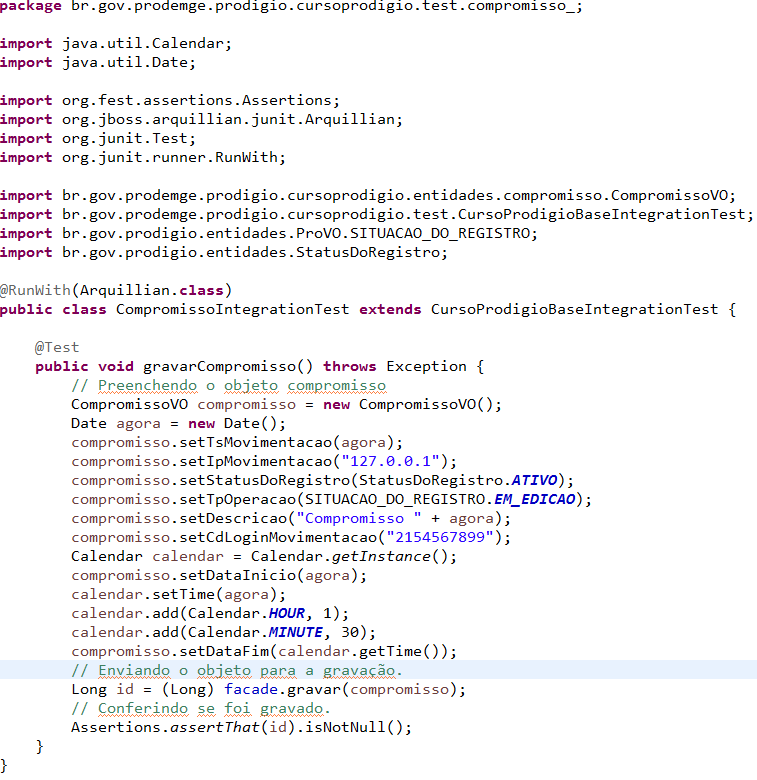 package br.gov.prodemge.prodigio.cursoprodigio.test.compromisso_;

import java.util.Calendar;
import java.util.Date;

import org.fest.assertions.Assertions;
import org.jboss.arquillian.junit.Arquillian;
import org.junit.Test;
import org.junit.runner.RunWith;

import br.gov.prodemge.prodigio.cursoprodigio.entidades.compromisso.CompromissoVO;
import br.gov.prodemge.prodigio.cursoprodigio.test.CursoProdigioBaseIntegrationTest;
import br.gov.prodigio.entidades.ProVO.SITUACAO_DO_REGISTRO;
import br.gov.prodigio.entidades.StatusDoRegistro;

@RunWith(Arquillian.class)
public class CompromissoIntegrationTest extends CursoProdigioBaseIntegrationTest {

    @Test
    public void gravarCompromisso() throws Exception {
        // Preenchendo o objeto compromisso
        CompromissoVO compromisso = new CompromissoVO();
        Date agora = new Date();
        compromisso.setTsMovimentacao(agora);
        compromisso.setIpMovimentacao("127.0.0.1");
        compromisso.setStatusDoRegistro(StatusDoRegistro.ATIVO);
        compromisso.setTpOperacao(SITUACAO_DO_REGISTRO.EM_EDICAO);
        compromisso.setDescricao("Compromisso " + agora);
        compromisso.setCdLoginMovimentacao("2154567899");
        Calendar calendar = Calendar.getInstance();
        compromisso.setDataInicio(agora);
        calendar.setTime(agora);
        calendar.add(Calendar.HOUR, 1);
        calendar.add(Calendar.MINUTE, 30);
        compromisso.setDataFim(calendar.getTime());
        // Enviando o objeto para a gravação.
        Long id = (Long) facade.gravar(compromisso);
        // Conferindo se foi gravado.
        Assertions.assertThat(id).isNotNull();
    }
}